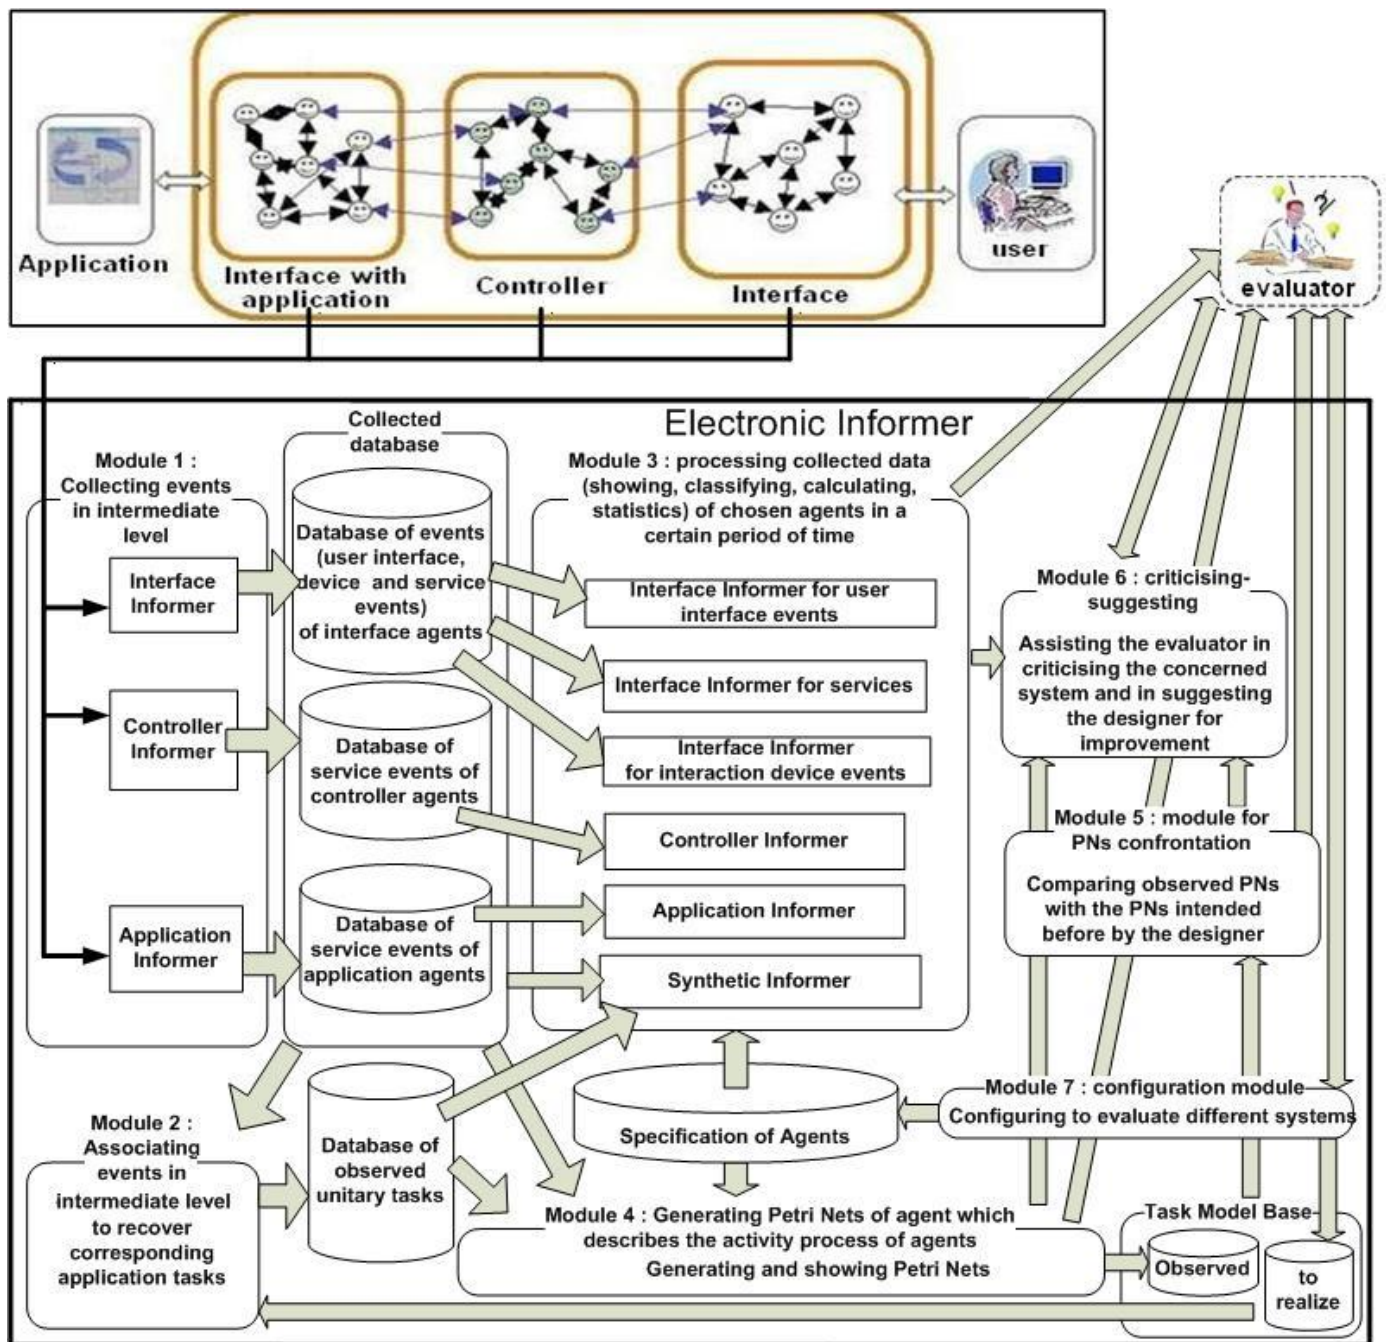 Application
Interface with
application
Controller
Interface
user
evaluator
Electronic Informer
Module 1 :
Collecting events
in intermediate
level
Interface
Informer
Controller
Informer
Application
Informer
Collected
database
Database of events
(user interface,
device and service
events)
of interface agents
Database of
service events of
controller agents
Database of
service events of
application agents
Module 3 : processing collected data
(showing, classifying, calculating,
statistics) of chosen agents in a
certain period of time
Interface Informer for user
interface events
Interface Informer for services
Interface Informer
for interaction device events
Controller Informer
Application Informer
Synthetic Informer
Module 6 : criticising-
suggesting
Assisting the evaluator in
criticising the concerned
system and in suggesting
the designer for
improvement
Module 5 : module for
PNs confrontation
Comparing observed PNs
with the PNs intended
before by the designer
Module 7 : configuration module
Configuring to evaluate different systems
Module 2 :
Associating
events in
intermediate level
to recover
corresponding
application tasks
Database of
observed
unitary tasks
Specification of Agents
Module 4 : Generating Petri Nets of agent which
describes the activity process of agents
Generating and showing Petri Nets
Task Model Base
Observed
to
realize